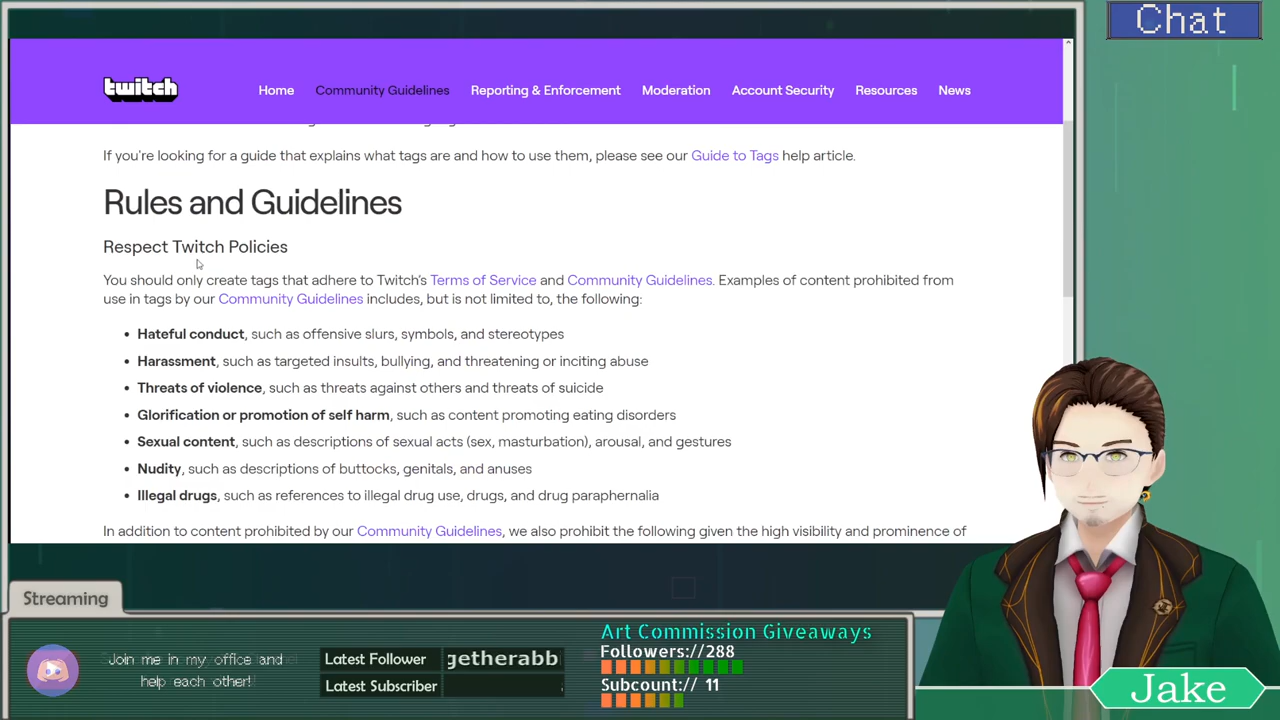 Chat
twitch
Home Community Guidelines Reporting & Enforcement Moderation Account Security Resources News
If you're looking for a guide that explains what tags are and how to use them, please see our Guide to Tags help article.
Rules and Guidelines
Respect Twitch Policies
You should only create tags that adhere to Twitch's Terms of Service and Community Guidelines. Examples of content prohibited from
use in tags by our Community Guidelines includes, but is not limited to, the following:
• Hateful conduct, such as offensive slurs, symbols, and stereotypes
• Harassment, such as targeted insults, bullying, and threatening or inciting abuse
• Threats of violence, such as threats against others and threats of suicide
• Glorification or promotion of self harm, such as content promoting eating disorders
• Sexual content, such as descriptions of sexual acts (sex, masturbation), arousal, and gestures
• Nudity, such as descriptions of buttocks, genitals, and anuses
• Illegal drugs, such as references to illegal drug use, drugs, and drug paraphernalia
In addition to content prohibited by our Community Guidelines, we also prohibit the following given the high visibility and prominence of
Streaming
Join me in my office and
help each other!
Latest Follower getherabb
Latest Subscriber
Art Commission Giveaways
Followers://288
Subcount:// 11
Jake